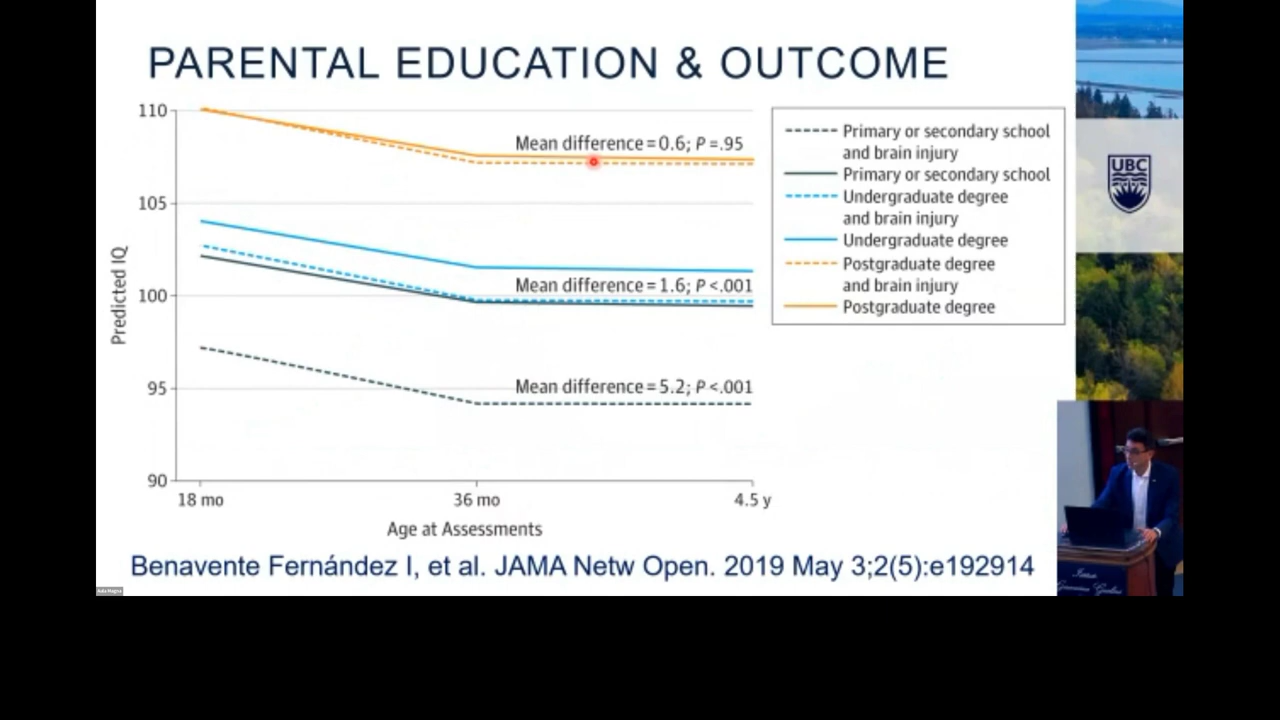 PARENTAL EDUCATION & OUTCOME
110
105
100
95
90
Predicted IQ
Mean difference = 0.6; P = .95
Mean difference = 1.6; P <.001
Mean difference = 5.2; P <.001
18 mo
36 mo
4.5 y
Age at Assessments
Primary or secondary school
and brain injury
Primary or secondary school
Undergraduate degree
and brain injury
Undergraduate degree
Postgraduate degree
and brain injury
Postgraduate degree
UBC
Benavente Fernández I, et al. JAMA Netw Open. 2019 May 3;2(5):e192914